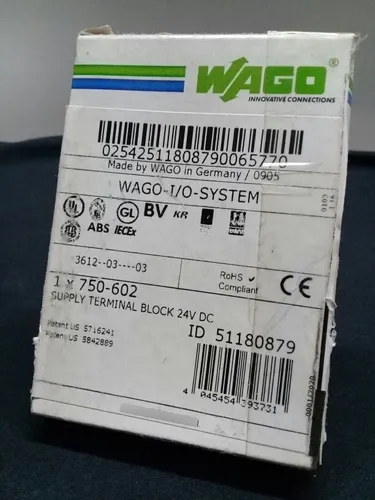 WAGO®
INNOVATIVE CONNECTIONS
02542511808790065770
Made by WAGO in Germany / 0905
WAGO-I/O-SYSTEM
UL GL BV KR
ABS IECEx
3612--03----03
RoHS ✓
Compliant
CE
1 x 750-602
SUPPLY TERMINAL BLOCK 24V DC
Patent US 5716241
Patent US 5842889
ID 51180879
4 045454 393731